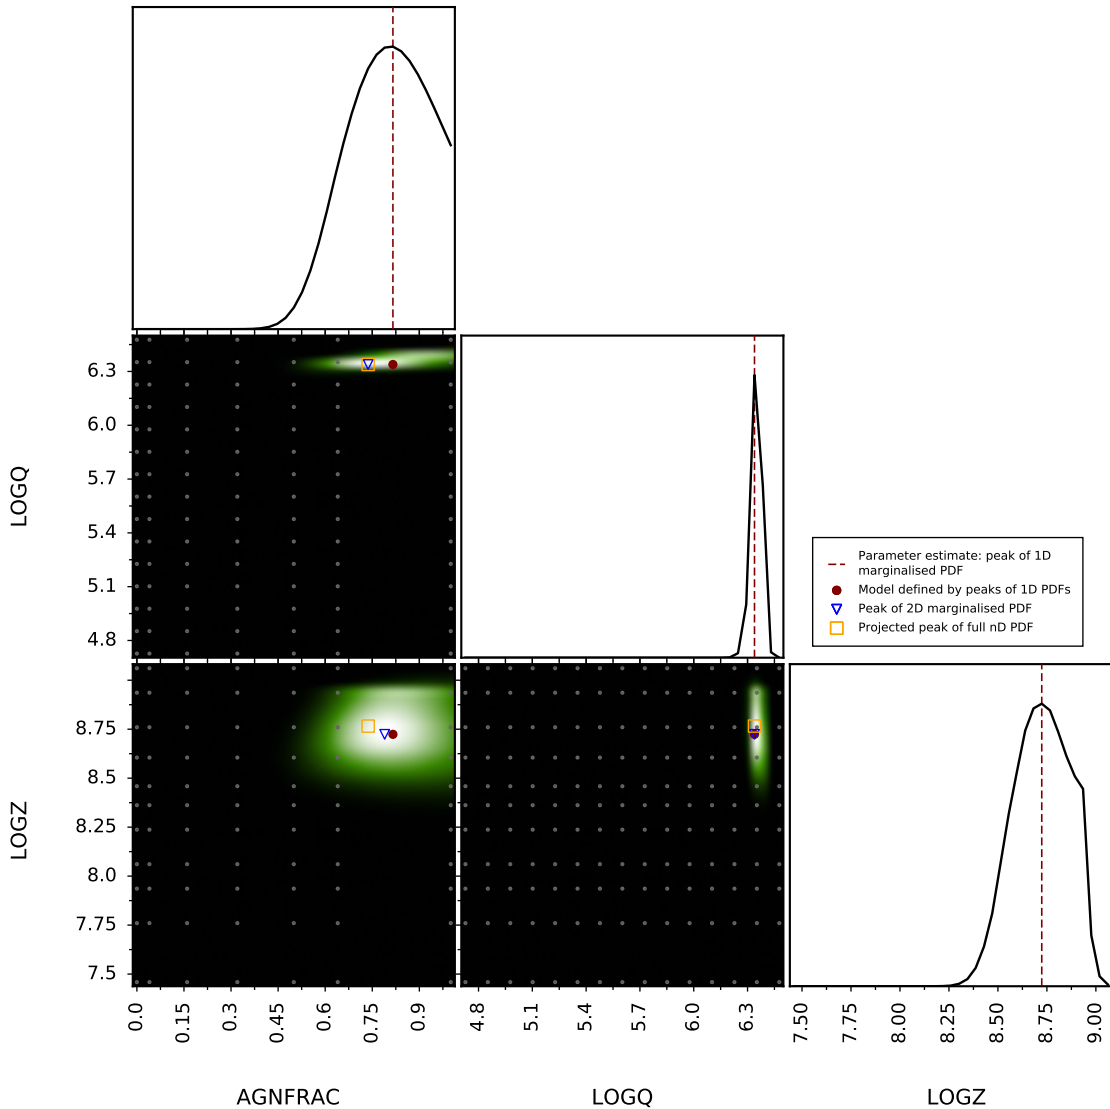 6.3
6.0
5.7
5.4
5.1
4.8
LOGQ
Parameter estimate: peak of 1D
marginalised PDF
Model defined by peaks of 1D PDFs
Peak of 2D marginalised PDF
Projected peak of full nD PDF
8.75
8.5
8.25
8.0
7.75
7.5
LOGZ
0.0 0.15 0.3 0.45 0.6 0.75 0.9
4.8 5.1 5.4 5.7 6.0 6.3
7.50 7.75 8.00 8.25 8.50 8.75 9.00
AGNFRAC
LOGQ
LOGZ